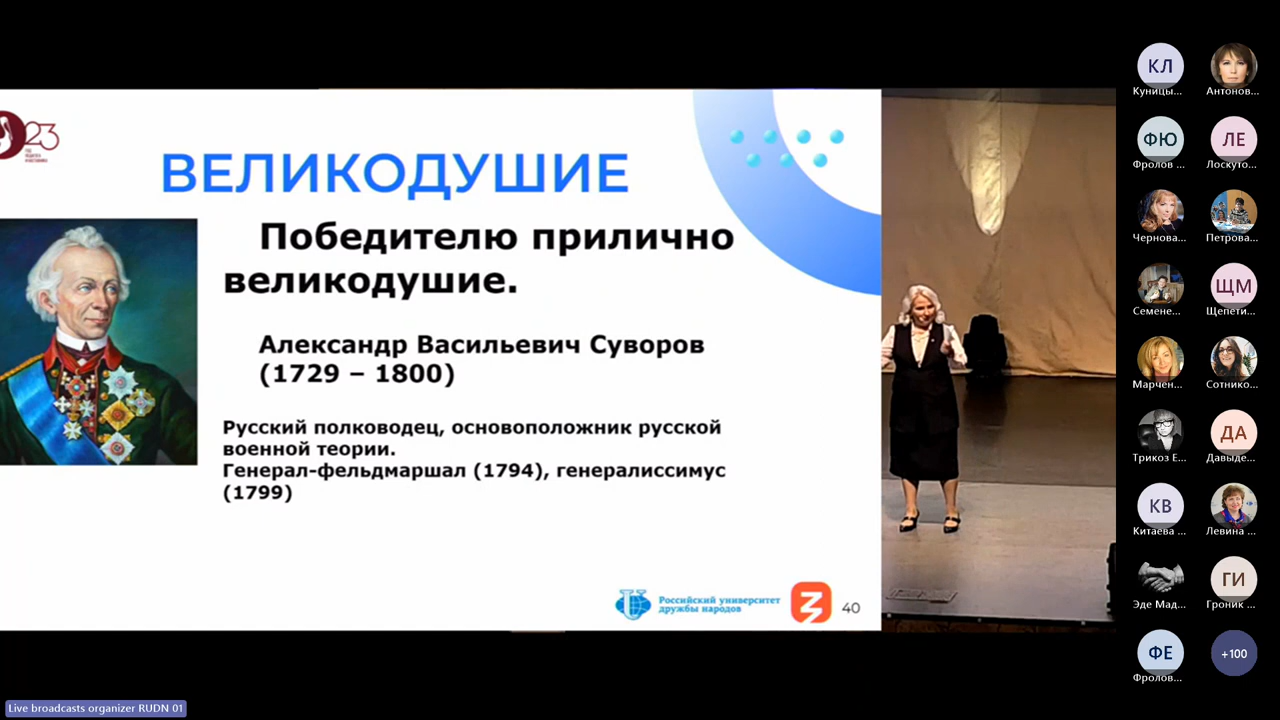 23
ВЕЛИКОДУШИЕ
Победителю прилично
великодушие.
Александр Васильевич Суворов
(1729 – 1800)
Русский полководец, основоположник русской
военной теории.
Генерал-фельдмаршал (1794), генералиссимус
(1799)
Российский университет
дружбы народов
40
КЛ
Куницы...
Антонов...
ФЮ
Фролов ...
ЛЕ
Лоскуто...
Чернова...
Петрова...
Семене...
ЩМ
Щепети...
Марчен...
Сотнико...
Трикоз Е...
ДА
Давыде...
КВ
Китаева ...
Левина ...
Эде Мад...
ГИ
Гроник ...
ФЕ
Фролов...
+100
Live broadcasts organizer RUDN 01